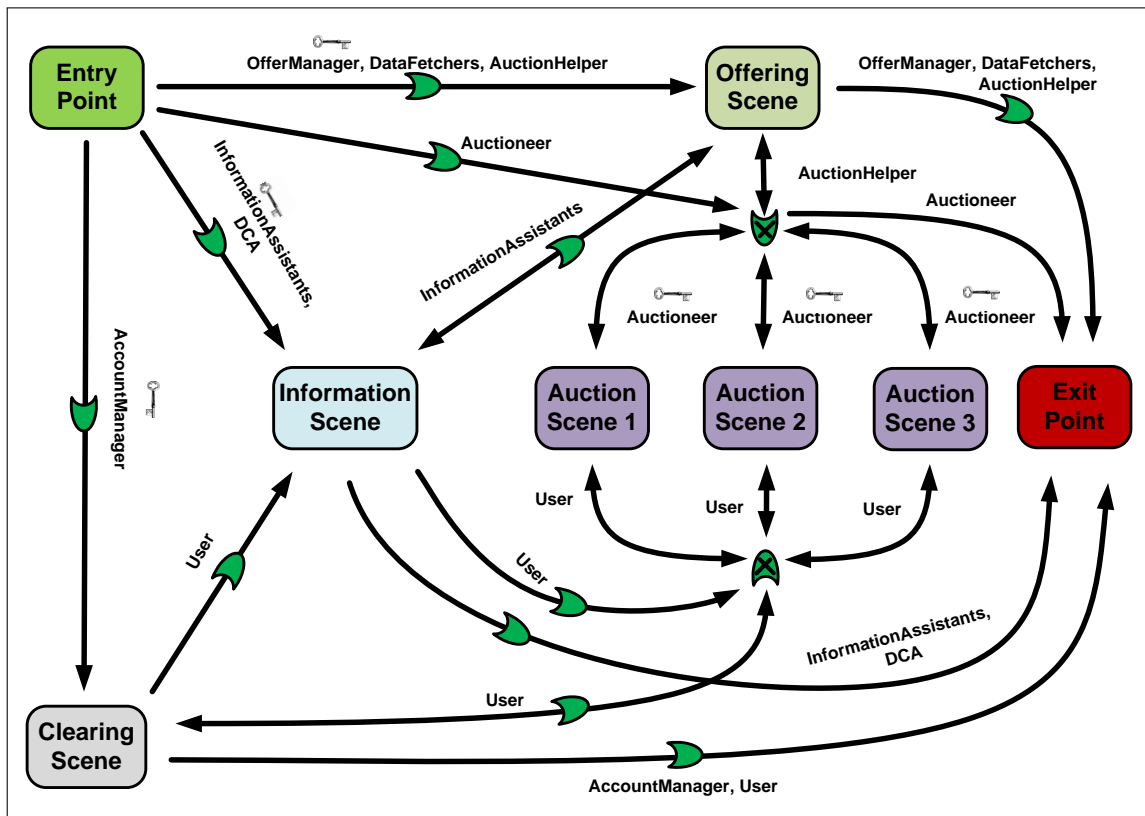 Entry
Point
OfferManager, DataFetchers, AuctionHelper
Offering
Scene
OfferManager, DataFetchers,
AuctionHelper
Auctioneer
InformationAssistants,
DCA
InformationAssistants
AuctionHelper
Auctioneer
Auctioneer
Auctioneer
Auctioneer
AccountManager
Information
Scene
Auction
Scene 1
Auction
Scene 2
Auction
Scene 3
Exit
Point
User
User
User
User
User
InformationAssistants,
DCA
User
Clearing
Scene
AccountManager, User